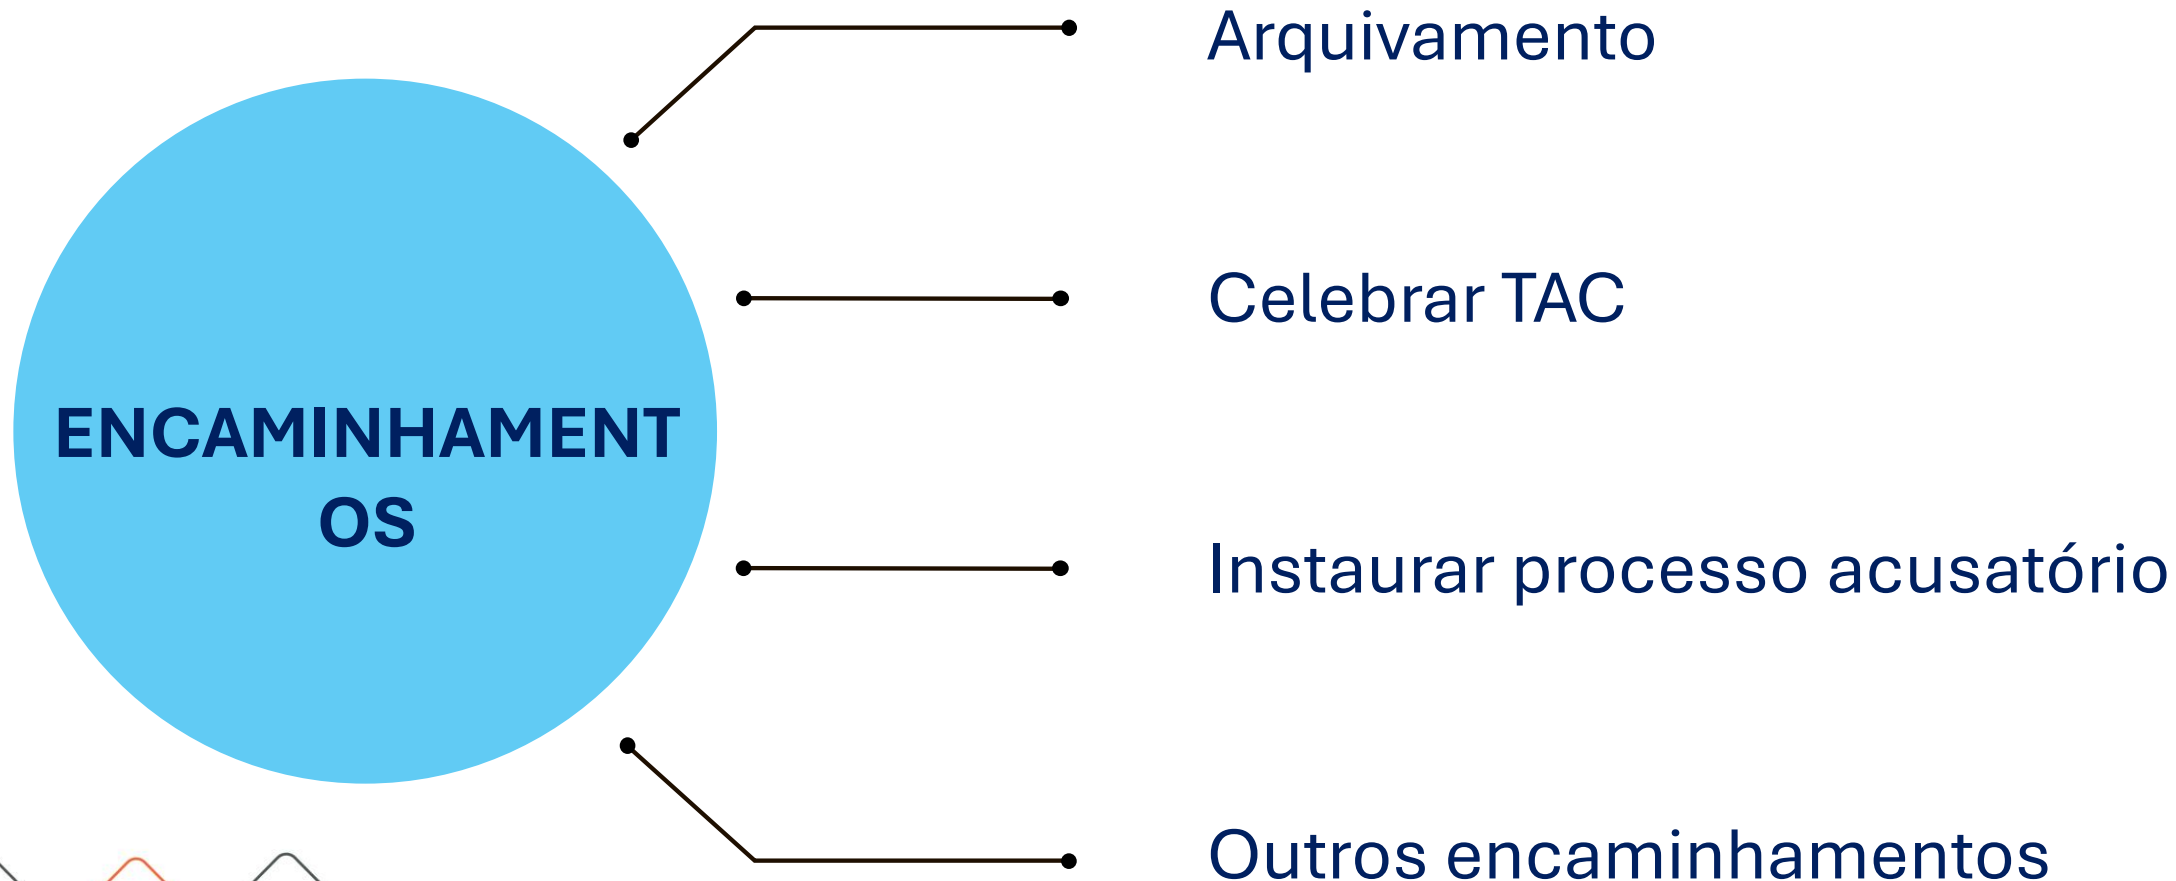 Arquivamento
Celebrar TAC
ENCAMINHAMENT
OS
Instaurar processo acusatório
Outros encaminhamentos